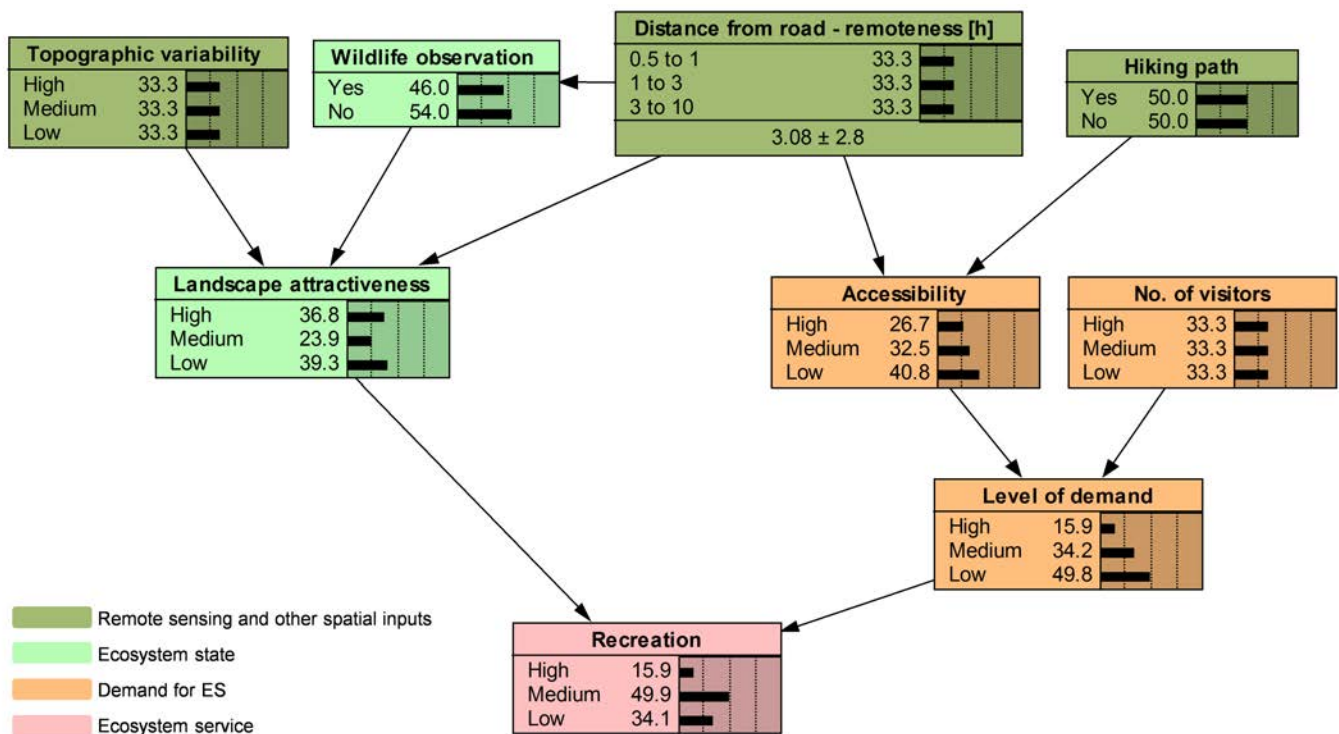 Topographic variability
High 33.3
Medium 33.3
Low 33.3
Wildlife observation
Yes 46.0
No 54.0
Distance from road - remoteness [h]
0.5 to 1 33.3
1 to 3 33.3
3 to 10 33.3
3.08 ± 2.8
Hiking path
Yes 50.0
No 50.0
Landscape attractiveness
High 36.8
Medium 23.9
Low 39.3
Accessibility
High 26.7
Medium 32.5
Low 40.8
No. of visitors
High 33.3
Medium 33.3
Low 33.3
Level of demand
High 15.9
Medium 34.2
Low 49.8
Recreation
High 15.9
Medium 49.9
Low 34.1
Remote sensing and other spatial inputs
Ecosystem state
Demand for ES
Ecosystem service